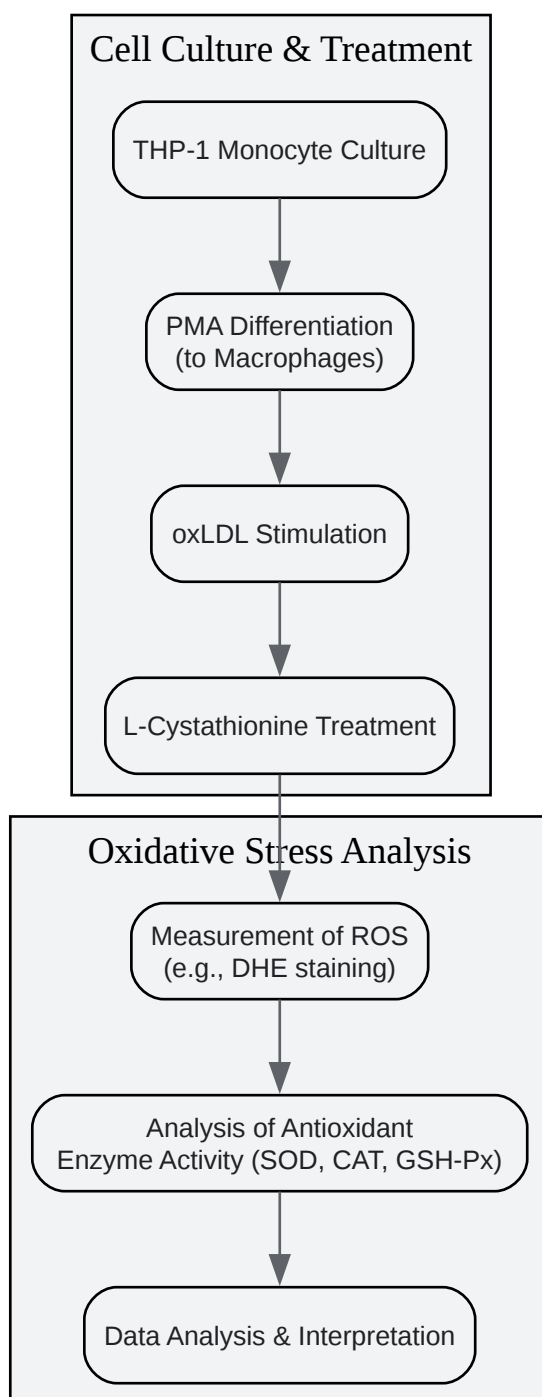 Cell Culture & Treatment
THP-1 Monocyte Culture
PMA Differentiation
(to Macrophages)
oxLDL Stimulation
L-Cystathionine Treatment
Oxidative Stress Analysis
Measurement of ROS
(e.g., DHE staining)
Analysis of Antioxidant
Enzyme Activity (SOD, CAT, GSH-Px)
Data Analysis & Interpretation